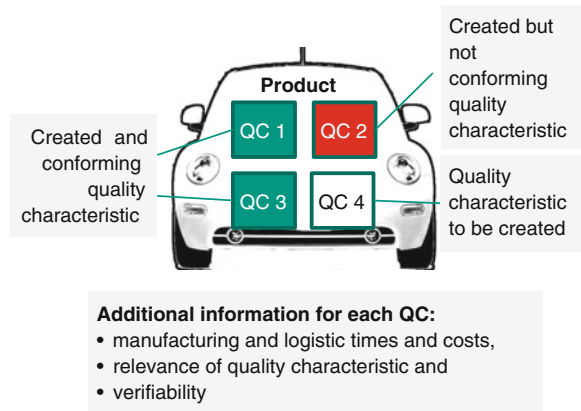 Created but
not
conforming
quality
characteristic
Product
QC 1
QC 2
Created and
conforming
quality
characteristic
QC 3
QC 4
Quality
characteristic
to be created
Additional information for each QC:
• manufacturing and logistic times and costs,
• relevance of quality characteristic and
• verifiability